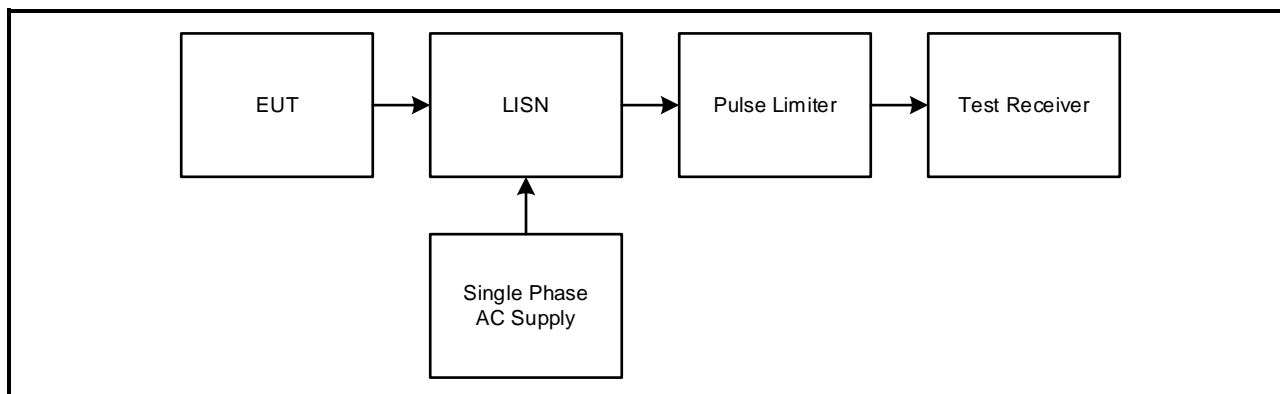 EUT
LISN
Pulse Limiter
Test Receiver
Single Phase
AC Supply